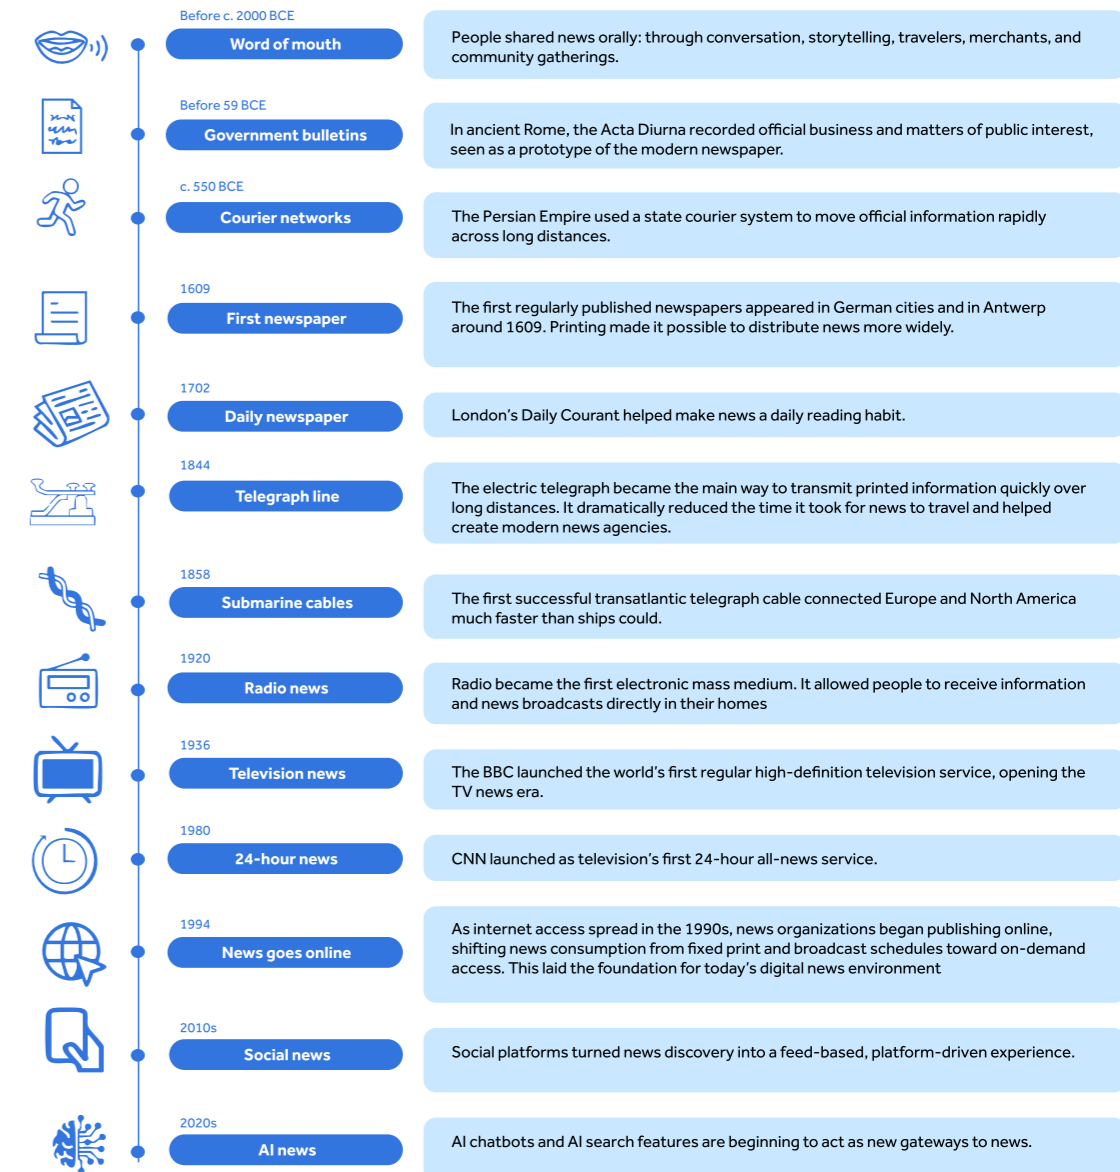 Before c. 2000 BCE
Word of mouth
People shared news orally: through conversation, storytelling, travelers, merchants, and
community gatherings.
Before 59 BCE
Government bulletins
In ancient Rome, the Acta Diurna recorded official business and matters of public interest,
seen as a prototype of the modern newspaper.
c. 550 BCE
Courier networks
The Persian Empire used a state courier system to move official information rapidly
across long distances.
1609
First newspaper
The first regularly published newspapers appeared in German cities and in Antwerp
around 1609. Printing made it possible to distribute news more widely.
1702
Daily newspaper
London's Daily Courant helped make news a daily reading habit.
1844
Telegraph line
The electric telegraph became the main way to transmit printed information quickly over
long distances. It dramatically reduced the time it took for news to travel and helped
create modern news agencies.
1858
Submarine cables
The first successful transatlantic telegraph cable connected Europe and North America
much faster than ships could.
1920
Radio news
Radio became the first electronic mass medium. It allowed people to receive information
and news broadcasts directly in their homes
1936
Television news
The BBC launched the world's first regular high-definition television service, opening the
TV news era.
1980
24-hour news
CNN launched as television's first 24-hour all-news service.
1994
News goes online
As internet access spread in the 1990s, news organizations began publishing online,
shifting news consumption from fixed print and broadcast schedules toward on-demand
access. This laid the foundation for today's digital news environment
2010s
Social news
Social platforms turned news discovery into a feed-based, platform-driven experience.
2020s
AI news
AI chatbots and AI search features are beginning to act as new gateways to news.